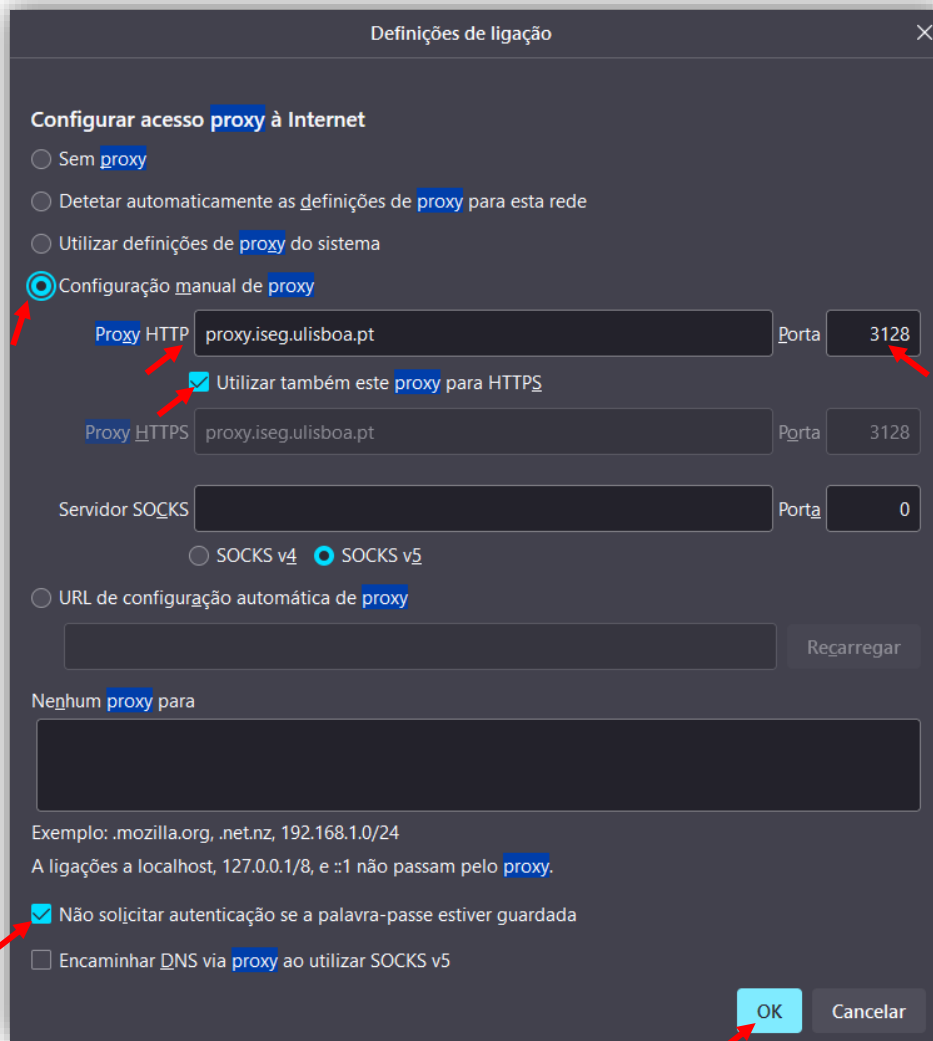 Definições de ligação
Configurar acesso proxy à Internet
Sem proxy
Detetar automaticamente as definições de proxy para esta rede
Utilizar definições de proxy do sistema
Configuração manual de proxy
Proxy HTTP proxy.iseg.ulisboa.pt Porta 3128
Utilizar também este proxy para HTTPS
Proxy HTTPS proxy.iseg.ulisboa.pt Porta 3128
Servidor SOCKS Porta 0
SOCKS v4 SOCKS v5
URL de configuração automática de proxy
Recarregar
Nenhum proxy para
Exemplo: .mozilla.org, .net.nz, 192.168.1.0/24
A ligações a localhost, 127.0.0.1/8, e ::1 não passam pelo proxy.
Não solicitar autenticação se a palavra-passe estiver guardada
Encaminhar DNS via proxy ao utilizar SOCKS v5
OK Cancelar